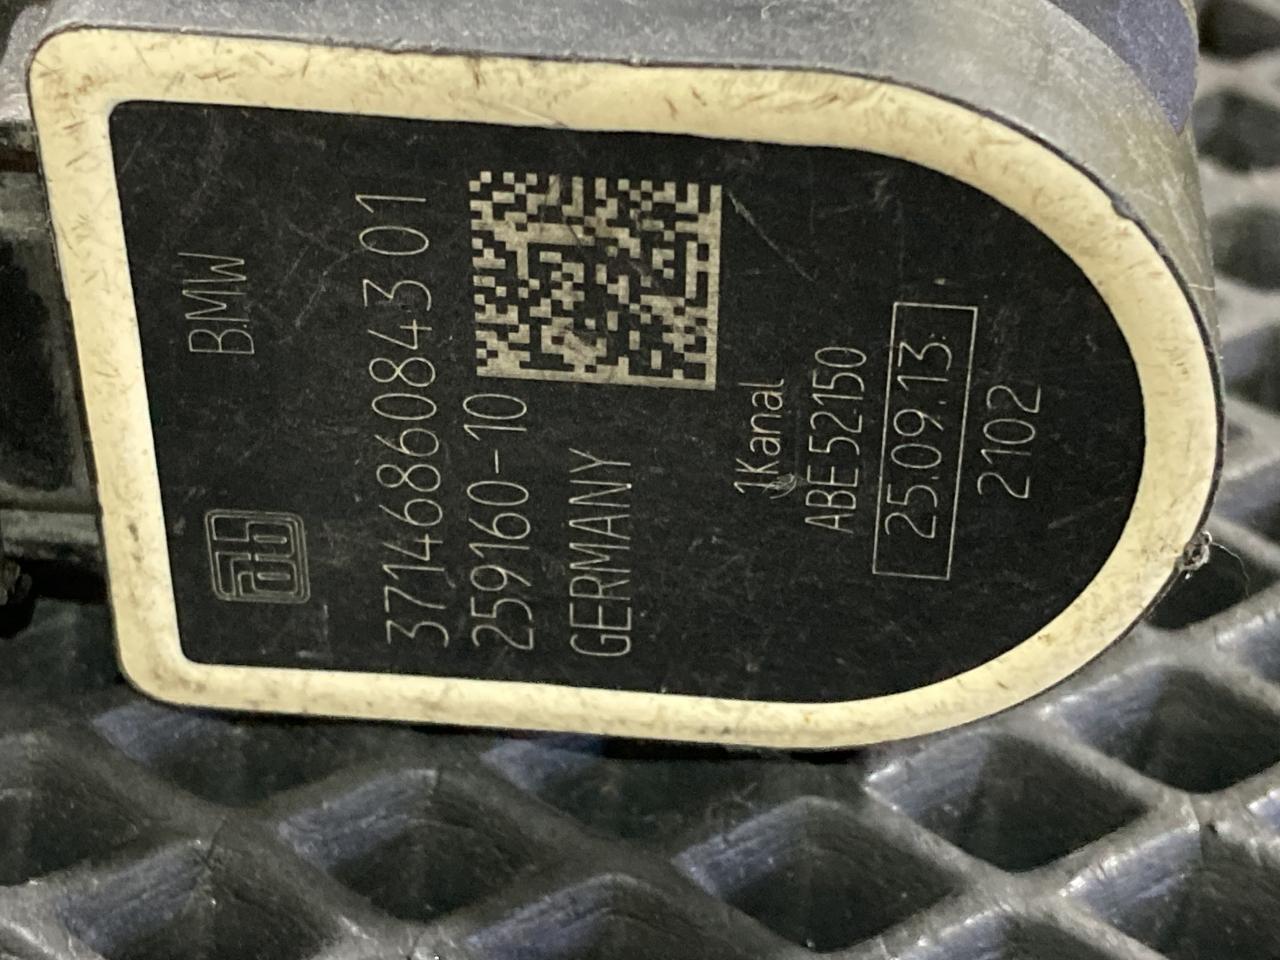 BMW
37146860843 01
259160-10
GERMANY
1Kanal
ABE52150
25.09.13
2102